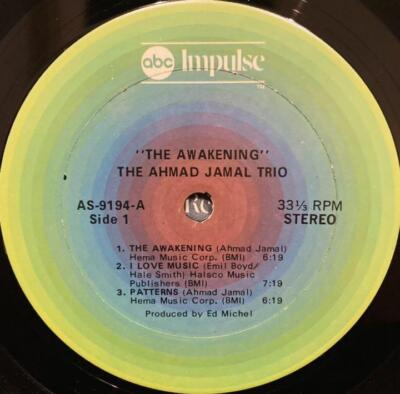 abc Impulse
TM
"THE AWAKENING"
THE AHMAD JAMAL TRIO
AS-9194-A 33⅓ RPM
Side 1 STEREO
1. THE AWAKENING (Ahmad Jamal)
Hema Music Corp. (BMI) 6:19
2. I LOVE MUSIC (Emil Boyd/
Hale Smith) Halsco Music
Publishers (BMI) 7:19
3. PATTERNS (Ahmad Jamal)
Hema Music Corp. (BMI) 6:19
Produced by Ed Michel